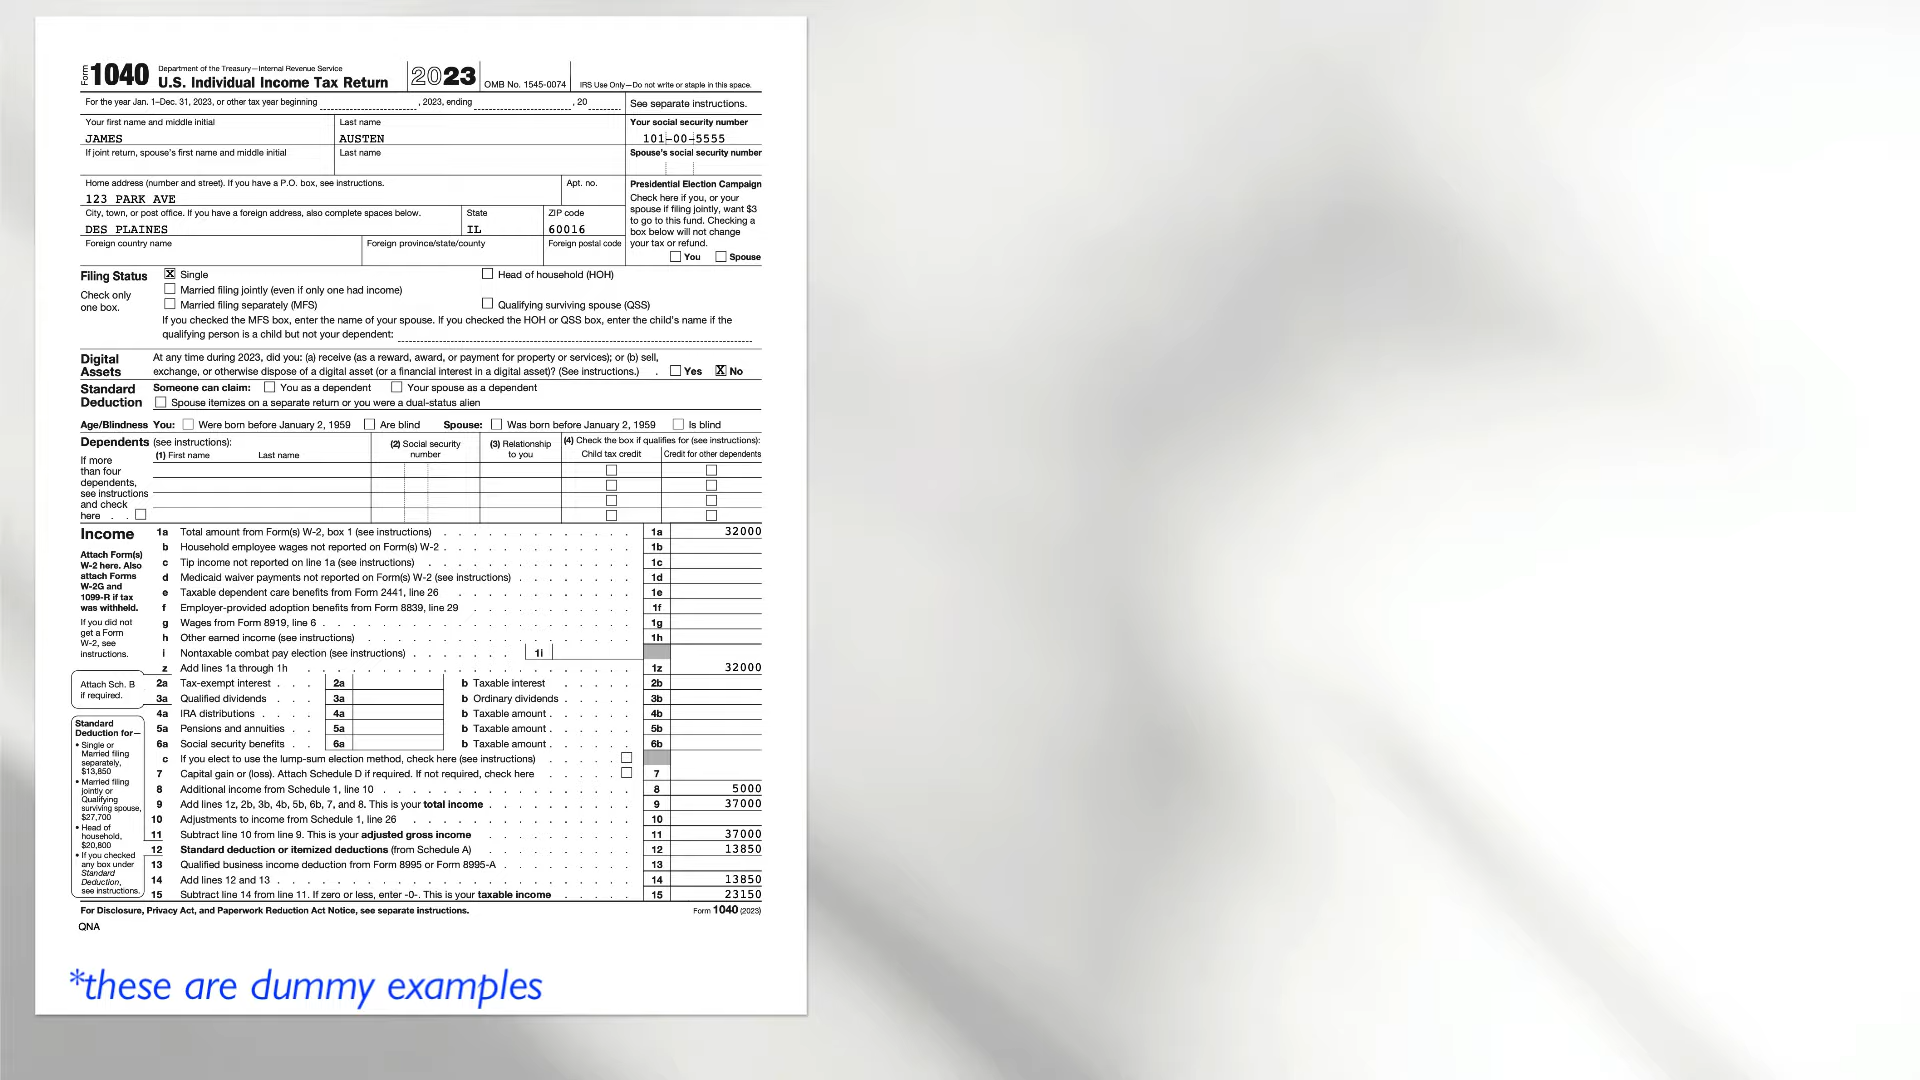 Form 1040 Department of the Treasury—Internal Revenue Service
U.S. Individual Income Tax Return 2023 OMB No. 1545-0074 IRS Use Only—Do not write or staple in this space.
For the year Jan. 1–Dec. 31, 2023, or other tax year beginning , 2023, ending , 20 See separate instructions.
Your first name and middle initial Last name Your social security number
JAMES AUSTEN 101-00-5555
If joint return, spouse's first name and middle initial Last name Spouse's social security number
Home address (number and street). If you have a P.O. box, see instructions. Apt. no.
123 PARK AVE
City, town, or post office. If you have a foreign address, also complete spaces below. State ZIP code
DES PLAINES IL 60016
Foreign country name Foreign province/state/county Foreign postal code
Presidential Election Campaign
Check here if you, or your
spouse if filing jointly, want $3
to go to this fund. Checking a
box below will not change
your tax or refund.
You Spouse
Filing Status
Check only
one box.
X Single Head of household (HOH)
Married filing jointly (even if only one had income)
Married filing separately (MFS) Qualifying surviving spouse (QSS)
If you checked the MFS box, enter the name of your spouse. If you checked the HOH or QSS box, enter the child's name if the
qualifying person is a child but not your dependent:
Digital
Assets
At any time during 2023, did you: (a) receive (as a reward, award, or payment for property or services); or (b) sell,
exchange, or otherwise dispose of a digital asset (or a financial interest in a digital asset)? (See instructions.) . Yes X No
Standard
Deduction
Someone can claim: You as a dependent Your spouse as a dependent
Spouse itemizes on a separate return or you were a dual-status alien
Age/Blindness You: Were born before January 2, 1959 Are blind Spouse: Was born before January 2, 1959 Is blind
Dependents (see instructions):
(1) First name Last name
(2) Social security
number
(3) Relationship
to you
(4) Check the box if qualifies for (see instructions):
Child tax credit Credit for other dependents
If more
than four
dependents,
see instructions
and check
here . .
Income
Attach Form(s)
W-2 here. Also
attach Forms
W-2G and
1099-R if tax
was withheld.
If you did not
get a Form
W-2, see
instructions.
1a Total amount from Form(s) W-2, box 1 (see instructions) 1a 32000
b Household employee wages not reported on Form(s) W-2 1b
c Tip income not reported on line 1a (see instructions) 1c
d Medicaid waiver payments not reported on Form(s) W-2 (see instructions) 1d
e Taxable dependent care benefits from Form 2441, line 26 1e
f Employer-provided adoption benefits from Form 8839, line 29 1f
g Wages from Form 8919, line 6 1g
h Other earned income (see instructions) 1h
i Nontaxable combat pay election (see instructions) 1i
z Add lines 1a through 1h 1z 32000
Attach Sch. B
if required.
2a Tax-exempt interest 2a b Taxable interest 2b
3a Qualified dividends 3a b Ordinary dividends 3b
4a IRA distributions 4a b Taxable amount 4b
5a Pensions and annuities 5a b Taxable amount 5b
6a Social security benefits 6a b Taxable amount 6b
c If you elect to use the lump-sum election method, check here (see instructions)
7 Capital gain or (loss). Attach Schedule D if required. If not required, check here 7
8 Additional income from Schedule 1, line 10 8 5000
9 Add lines 1z, 2b, 3b, 4b, 5b, 6b, 7, and 8. This is your total income 9 37000
10 Adjustments to income from Schedule 1, line 26 10
11 Subtract line 10 from line 9. This is your adjusted gross income 11 37000
12 Standard deduction or itemized deductions (from Schedule A) 12 13850
13 Qualified business income deduction from Form 8995 or Form 8995-A 13
14 Add lines 12 and 13 14 13850
15 Subtract line 14 from line 11. If zero or less, enter -0-. This is your taxable income 15 23150
Standard
Deduction for—
• Single or
Married filing
separately,
$13,850
• Married filing
jointly or
Qualifying
surviving spouse,
$27,700
• Head of
household,
$20,800
• If you checked
any box under
Standard
Deduction,
see instructions.
For Disclosure, Privacy Act, and Paperwork Reduction Act Notice, see separate instructions. Form 1040 (2023)
QNA
*these are dummy examples